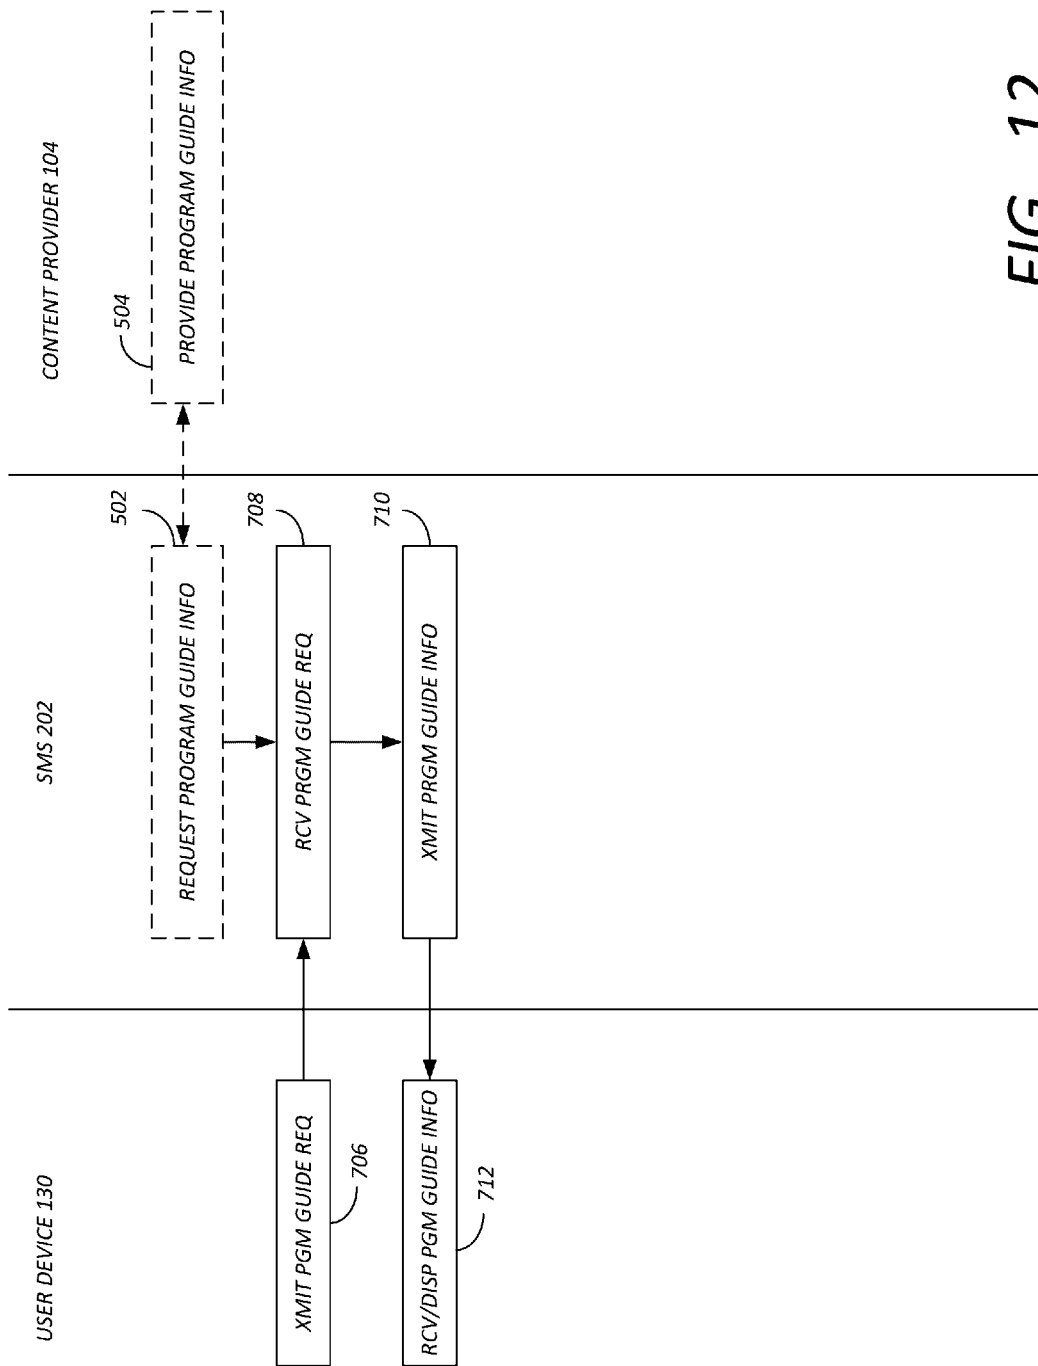 USER DEVICE 130
SMS 202
CONTENT PROVIDER 104
502
504
REQUEST PROGRAM GUIDE INFO
PROVIDE PROGRAM GUIDE INFO
708
XMIT PGM GUIDE REQ
RCV PRGM GUIDE REQ
706
710
RCV/DISP PGM GUIDE INFO
XMIT PRGM GUIDE INFO
712
FIG. 12